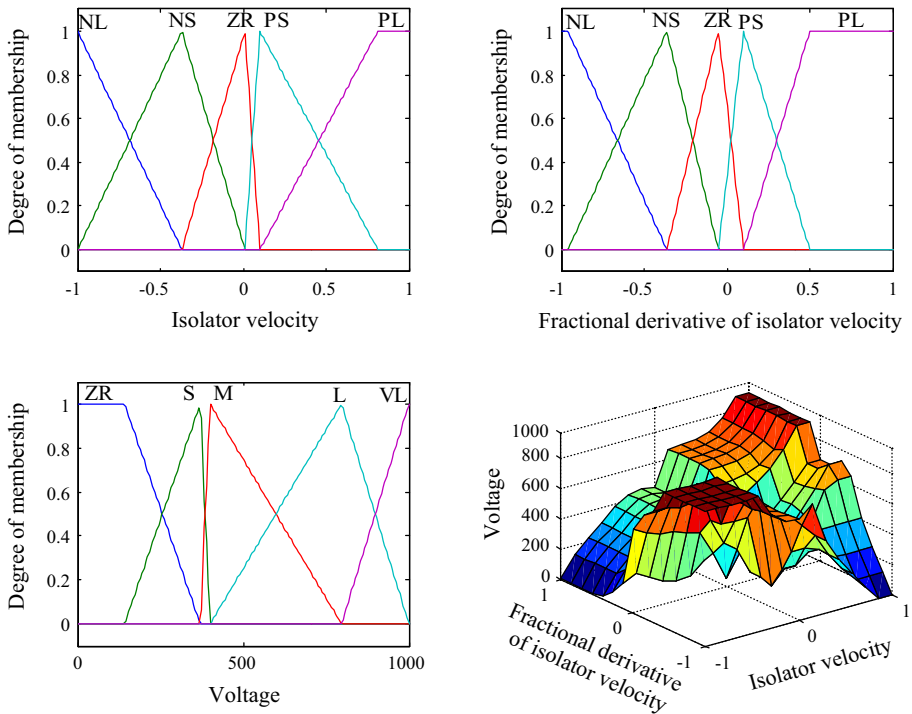 NL NS ZR PS PL
1
0.8
0.6
0.4
0.2
0
Degree of membership
-1 -0.5 0 0.5 1
Isolator velocity
NL NS ZR PS PL
1
0.8
0.6
0.4
0.2
0
Degree of membership
-1 -0.5 0 0.5 1
Fractional derivative of isolator velocity
ZR S M L VL
1
0.8
0.6
0.4
0.2
0
Degree of membership
0 500 1000
Voltage
1000
800
600
400
200
0
Voltage
1 0 -1
Fractional derivative
of isolator velocity
-1 0 1
Isolator velocity